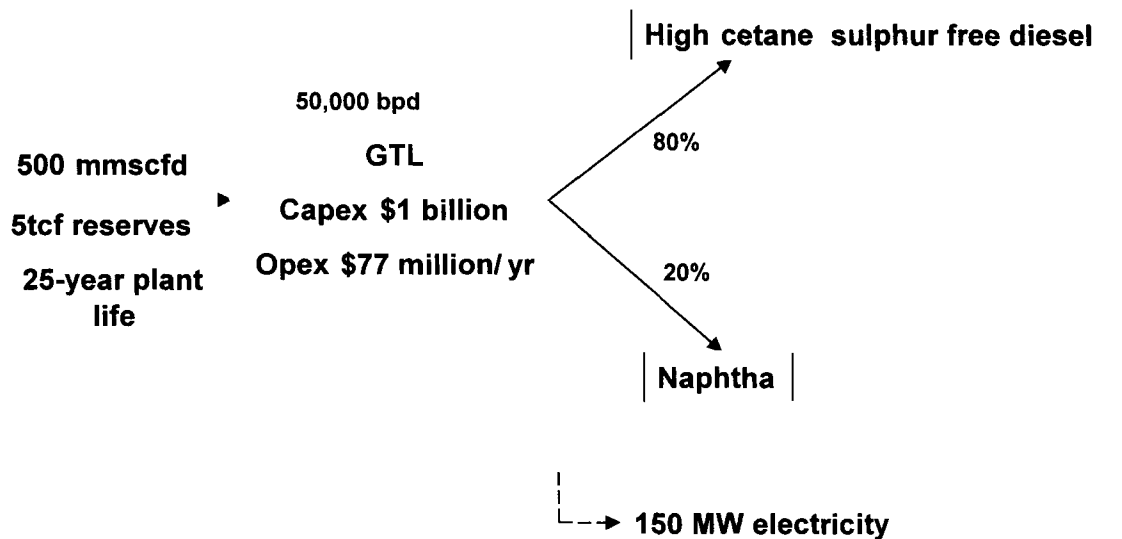 High cetane sulphur free diesel
50,000 bpd
80%
GTL
500 mmscfd
Capex $1 billion
5tcf reserves
Opex $77 million/ yr
20%
25-year plant
life
Naphtha
150 MW electricity